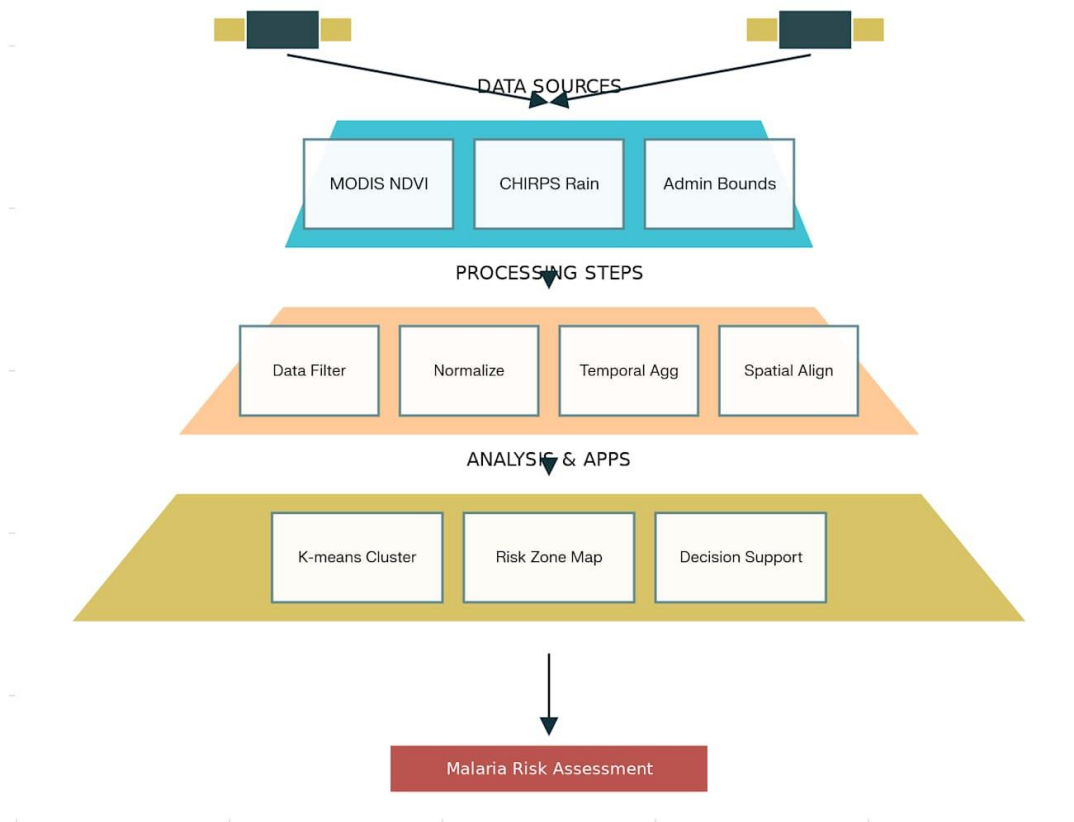 DATA SOURCES
MODIS NDVI
CHIRPS Rain
Admin Bounds
PROCESSING STEPS
Data Filter
Normalize
Temporal Agg
Spatial Align
ANALYSIS & APPS
K-means Cluster
Risk Zone Map
Decision Support
Malaria Risk Assessment